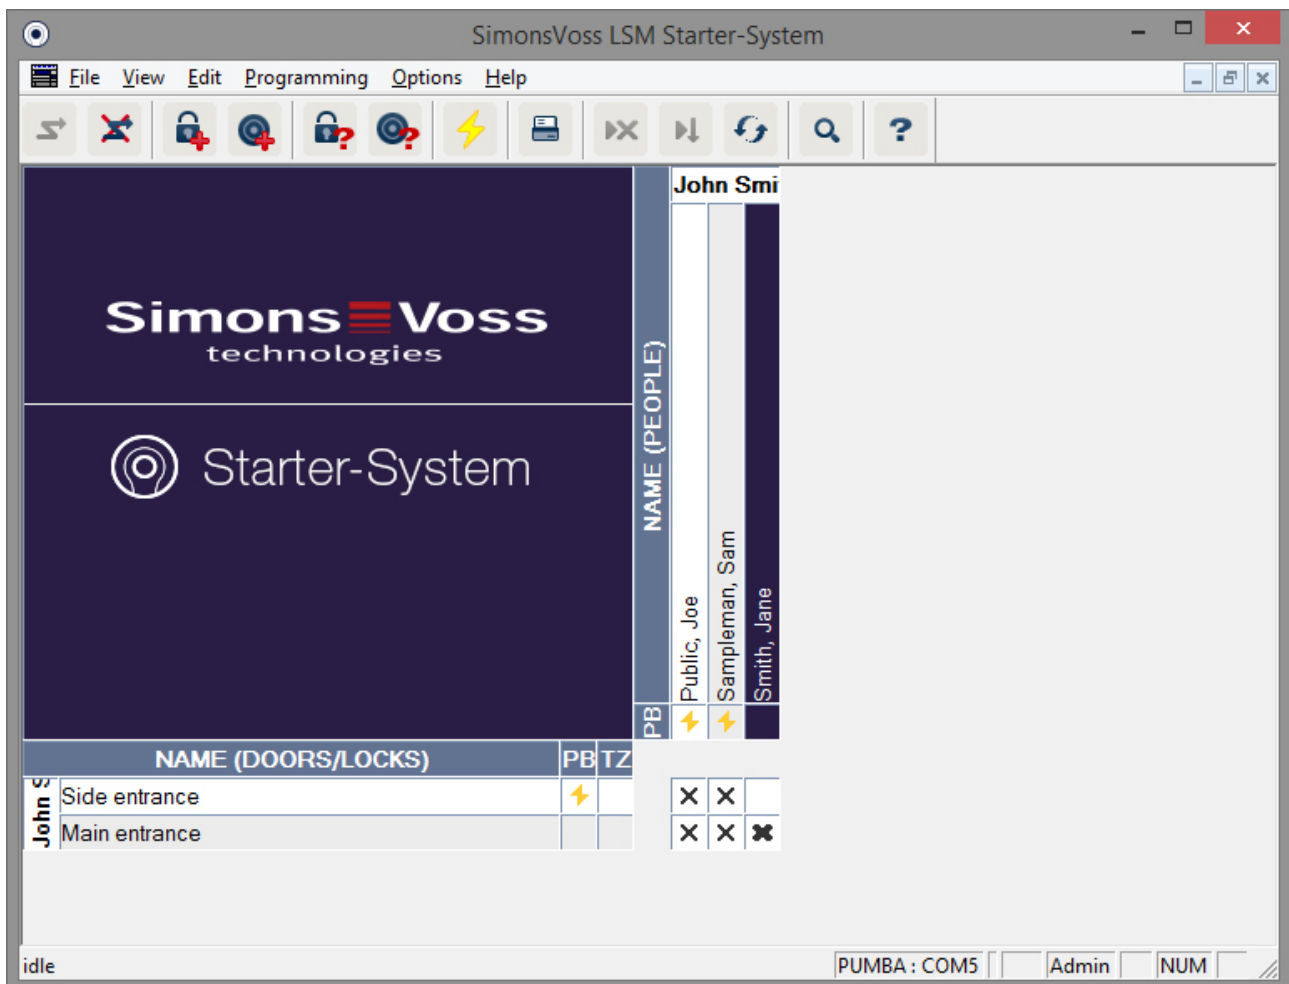 SimonsVoss LSM Starter-System
File View Edit Programming Options Help
John Smi
Simons Voss
technologies
Starter-System
NAME (PEOPLE)
PB
Public, Joe
Sampleman, Sam
Smith, Jane
NAME (DOORS/LOCKS) PB TZ
John S
Side entrance
Main entrance
idle PUMBA : COM5 Admin NUM